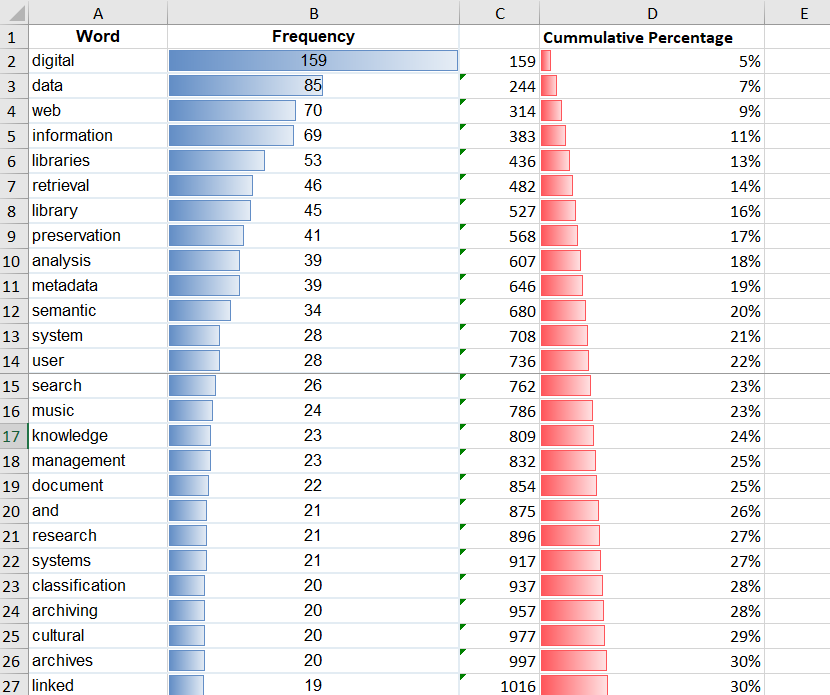 A B C D E
1 Word Frequency Cummulative Percentage
2 digital 159 159 5%
3 data 85 244 7%
4 web 70 314 9%
5 information 69 383 11%
6 libraries 53 436 13%
7 retrieval 46 482 14%
8 library 45 527 16%
9 preservation 41 568 17%
10 analysis 39 607 18%
11 metadata 39 646 19%
12 semantic 34 680 20%
13 system 28 708 21%
14 user 28 736 22%
15 search 26 762 23%
16 music 24 786 23%
17 knowledge 23 809 24%
18 management 23 832 25%
19 document 22 854 25%
20 and 21 875 26%
21 research 21 896 27%
22 systems 21 917 27%
23 classification 20 937 28%
24 archiving 20 957 28%
25 cultural 20 977 29%
26 archives 20 997 30%
27 linked 19 1016 30%